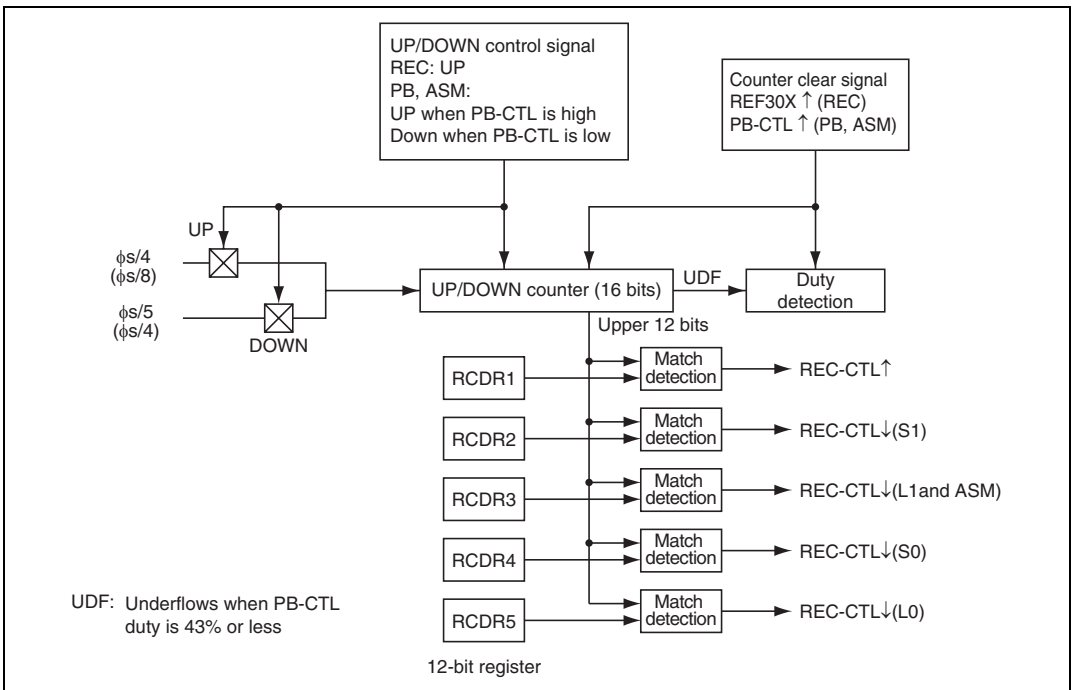 UP/DOWN control signal
REC: UP
PB, ASM:
UP when PB-CTL is high
Down when PB-CTL is low
Counter clear signal
REF30X ↑ (REC)
PB-CTL ↑ (PB, ASM)
UP
ϕs/4
(ϕs/8)
ϕs/5
(ϕs/4)
DOWN
UP/DOWN counter (16 bits)
UDF
Duty
detection
Upper 12 bits
RCDR1
Match
detection
REC-CTL↑
RCDR2
Match
detection
REC-CTL↓(S1)
RCDR3
Match
detection
REC-CTL↓(L1and ASM)
RCDR4
Match
detection
REC-CTL↓(S0)
RCDR5
Match
detection
REC-CTL↓(L0)
UDF: Underflows when PB-CTL
duty is 43% or less
12-bit register